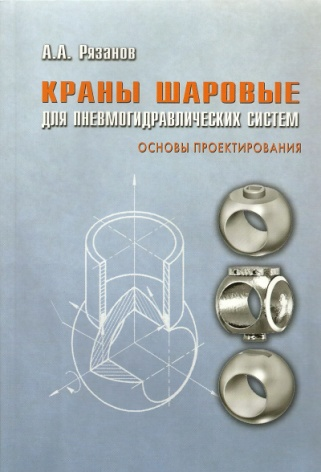 А.А. Рязанов
КРАНЫ ШАРОВЫЕ
ДЛЯ ПНЕВМОГИДРАВЛИЧЕСКИХ СИСТЕМ
ОСНОВЫ ПРОЕКТИРОВАНИЯ